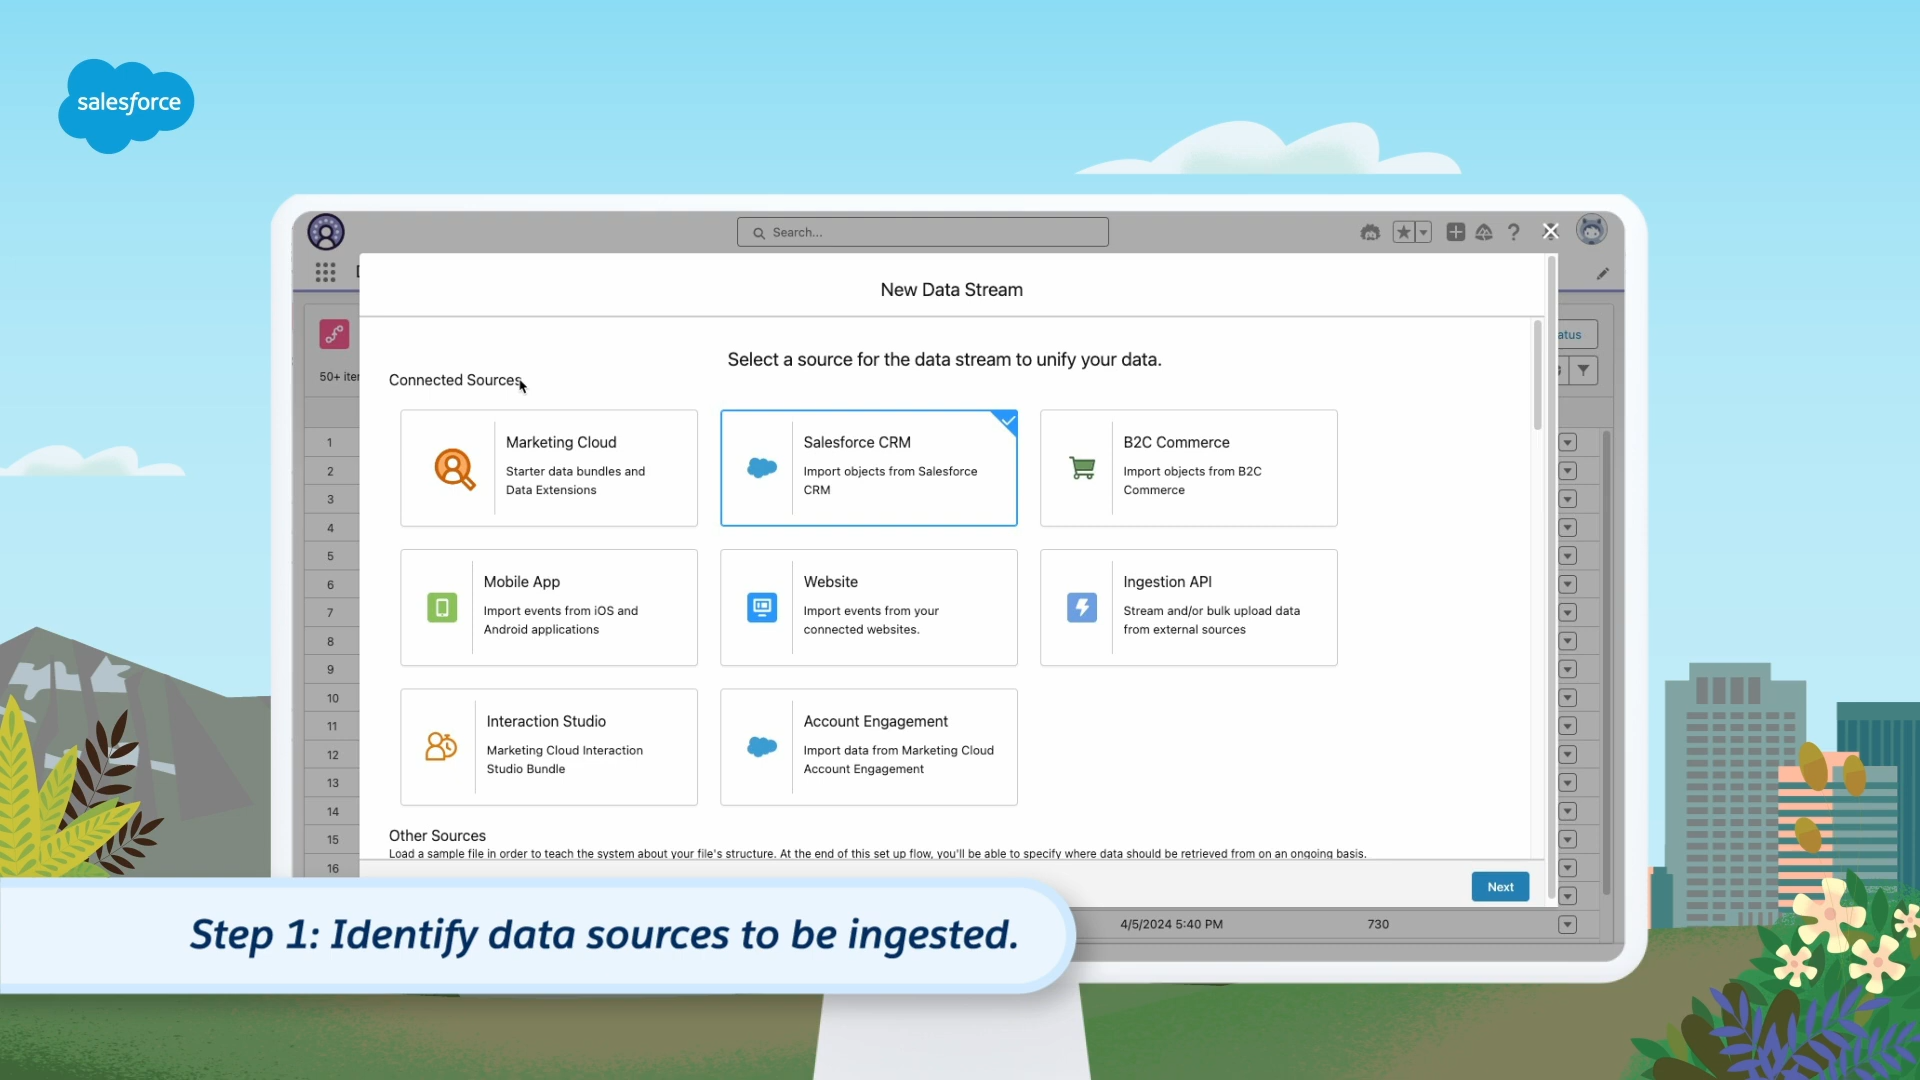 salesforce
Search...
New Data Stream
Select a source for the data stream to unify your data.
Connected Sources
Marketing Cloud
Starter data bundles and
Data Extensions
Salesforce CRM
Import objects from Salesforce
CRM
B2C Commerce
Import objects from B2C
Commerce
Mobile App
Import events from iOS and
Android applications
Website
Import events from your
connected websites.
Ingestion API
Stream and/or bulk upload data
from external sources
Interaction Studio
Marketing Cloud Interaction
Studio Bundle
Account Engagement
Import data from Marketing Cloud
Account Engagement
Other Sources
Load a sample file in order to teach the system about your file's structure. At the end of this set up flow, you'll be able to specify where data should be retrieved from on an ongoing basis.
Next
50+
1
2
3
4
5
6
7
8
9
10
11
12
13
14
15
16
4/5/2024 5:40 PM 730
Step 1: Identify data sources to be ingested.